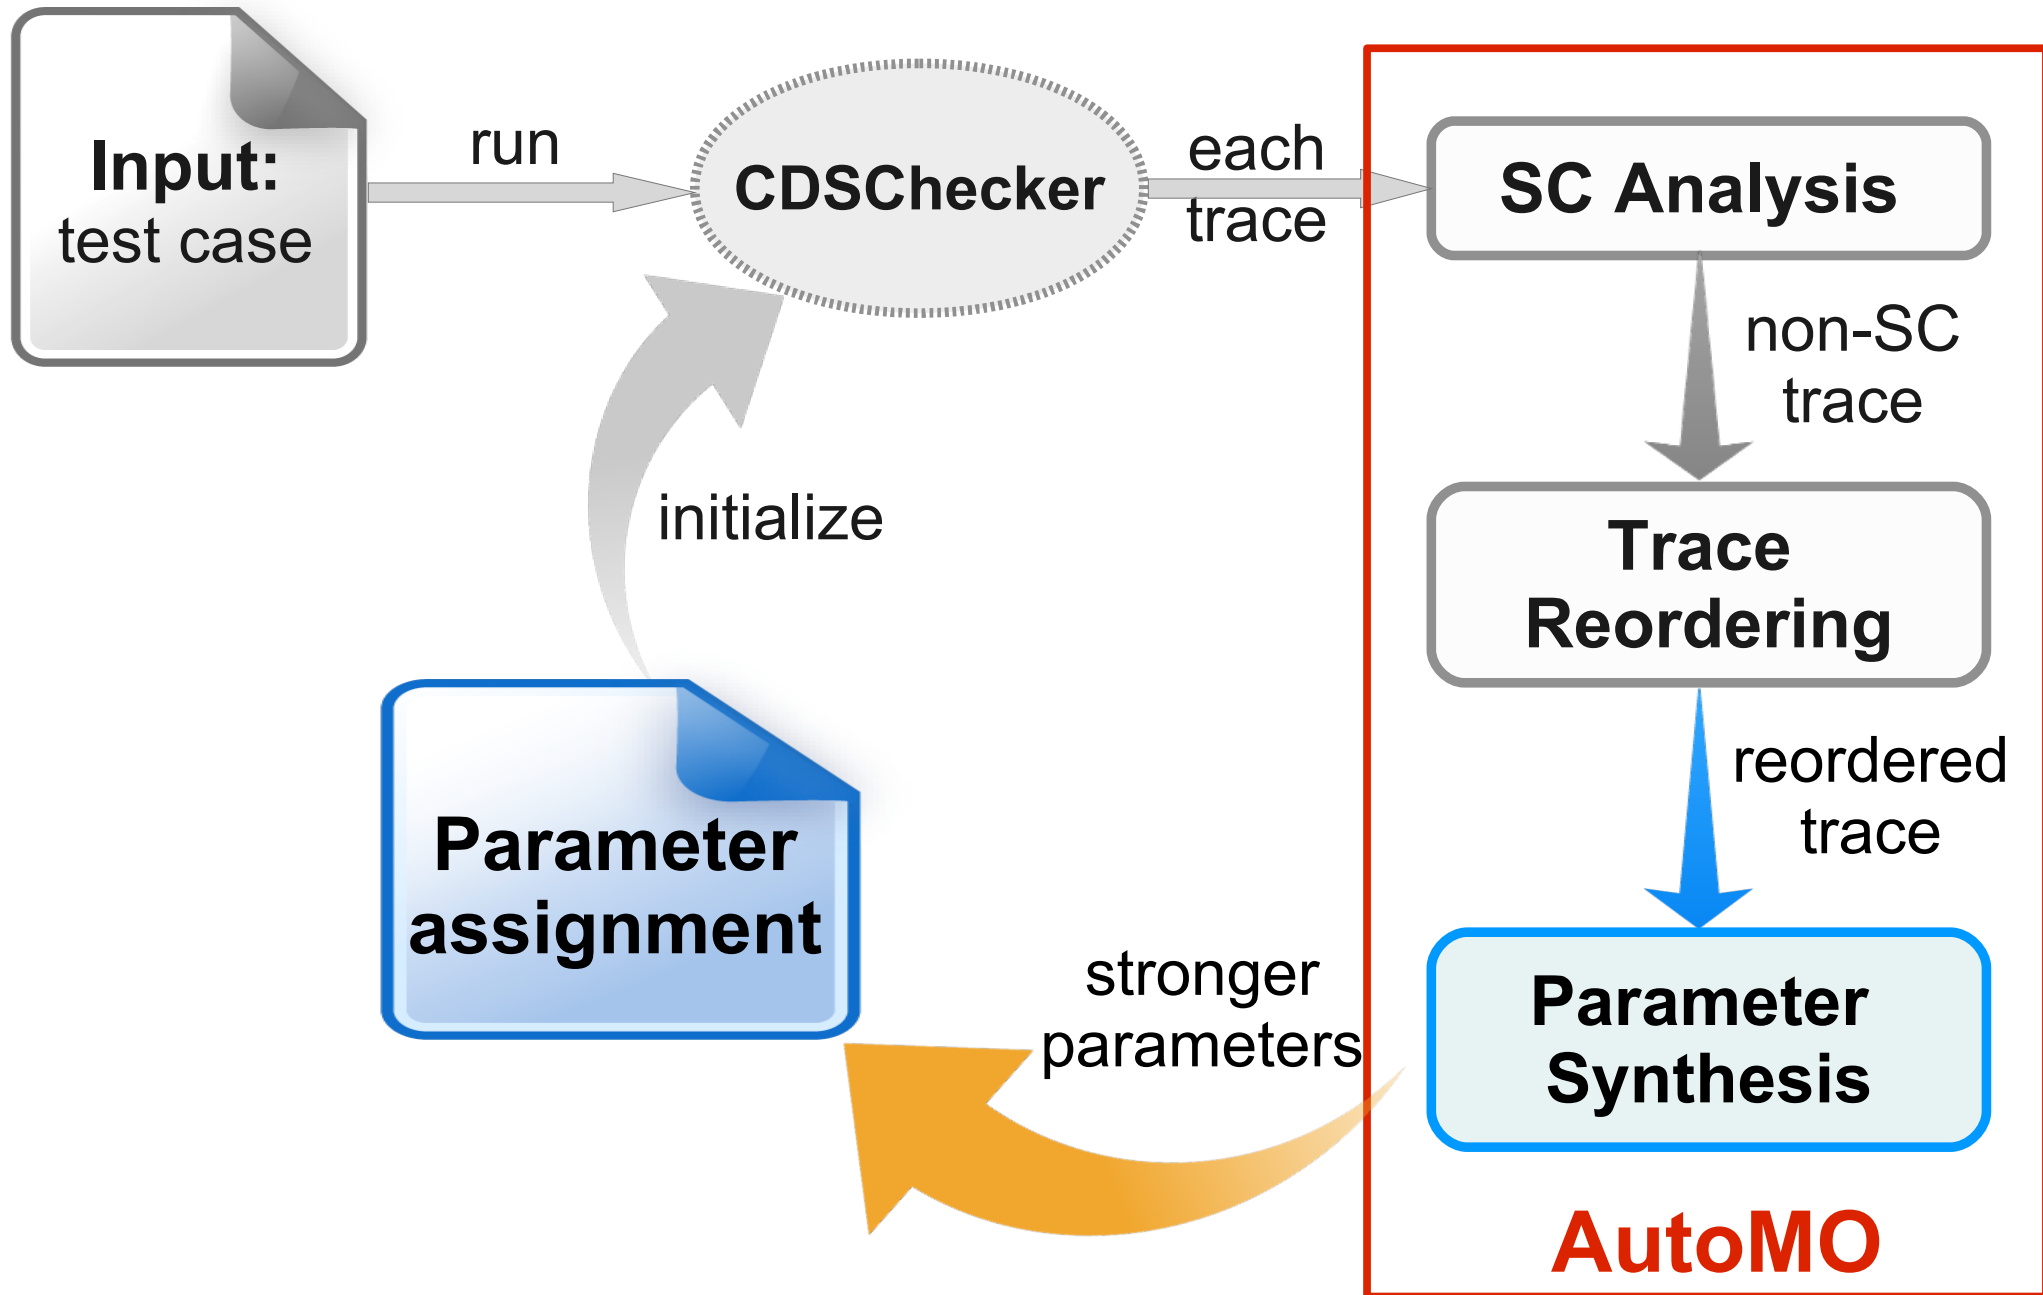 Input:
test case
run
CDSChecker
each
trace
SC Analysis
non-SC
trace
Trace
Reordering
initialize
reordered
trace
Parameter
assignment
stronger
parameters
Parameter
Synthesis
AutoMO